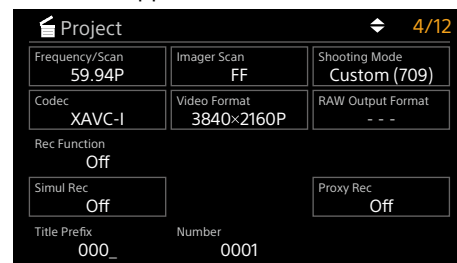 Project 4/12
Frequency/Scan Imager Scan Shooting Mode
59.94P FF Custom (709)
Codec Video Format RAW Output Format
XAVC-I 3840×2160P - - -
Rec Function
Off
Simul Rec Proxy Rec
Off Off
Title Prefix Number
000_ 0001